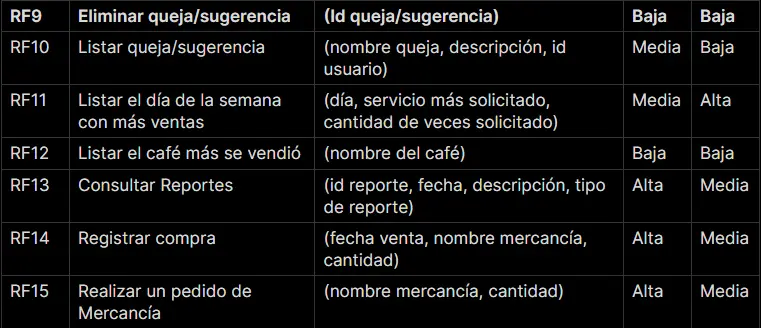 RF9 Eliminar queja/sugerencia (Id queja/sugerencia) Baja Baja
RF10 Listar queja/sugerencia (nombre queja, descripción, id Media Baja
usuario)
RF11 Listar el día de la semana (día, servicio más solicitado, Media Alta
con más ventas cantidad de veces solicitado)
RF12 Listar el café más se vendió (nombre del café) Baja Baja
RF13 Consultar Reportes (id reporte, fecha, descripción, tipo Alta Media
de reporte)
RF14 Registrar compra (fecha venta, nombre mercancía, Alta Media
cantidad)
RF15 Realizar un pedido de (nombre mercancía, cantidad) Alta Media
Mercancía